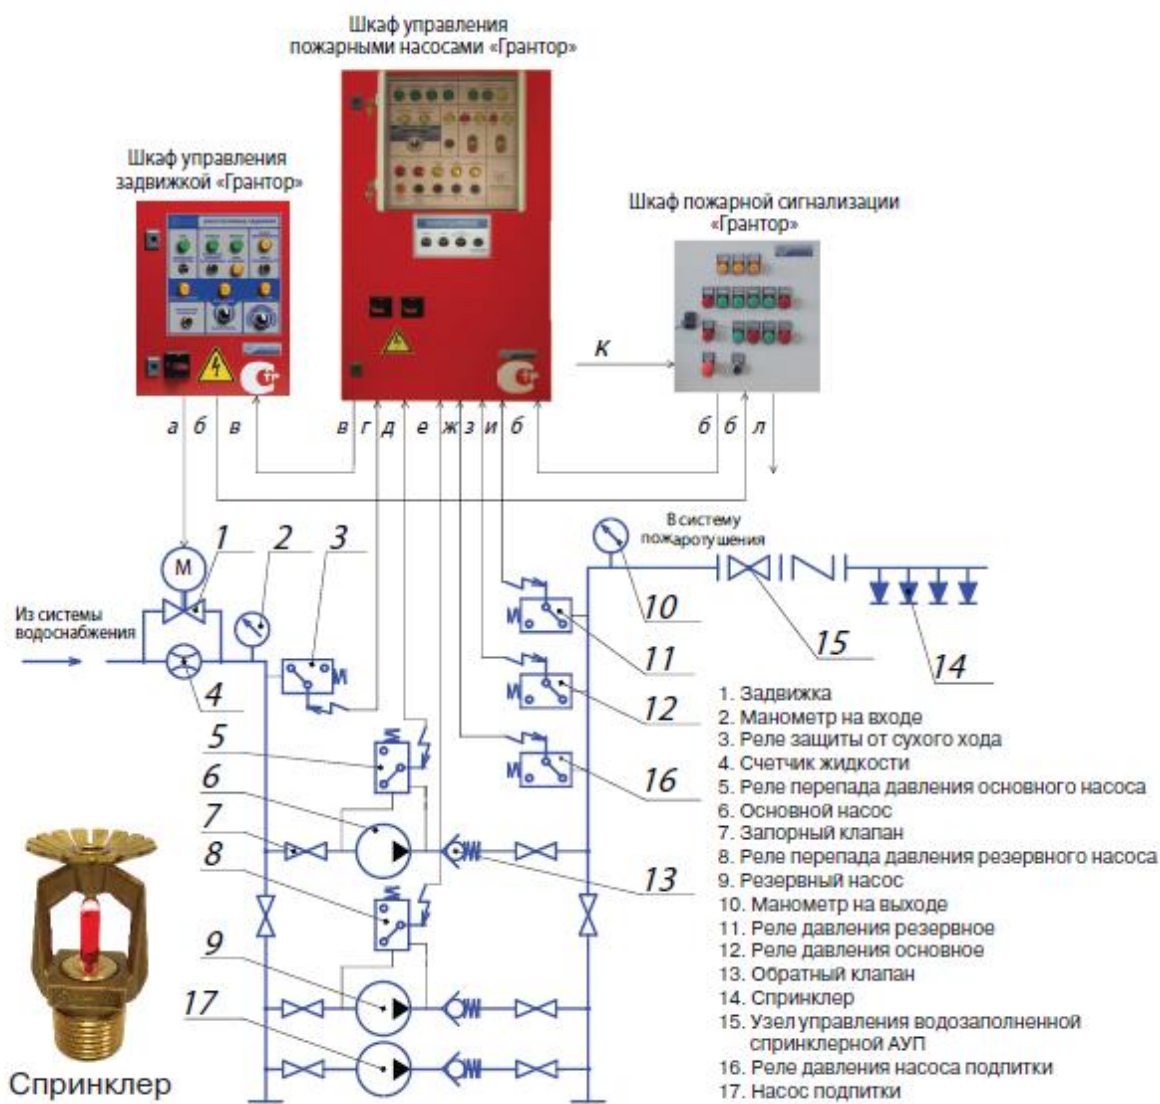 Шкаф управления
пожарными насосами «Грантор»
Шкаф управления
задвижкой «Грантор»
Шкаф пожарной сигнализации
«Грантор»
к
а б в
в г д е ж з и б
б б л
1 2 3
В систему
пожаротушения
М
Из системы
водоснабжения
10
15
14
11
4
12
5
16
6
7
8
13
9
17
1. Задвижка
2. Манометр на входе
3. Реле защиты от сухого хода
4. Счетчик жидкости
5. Реле перепада давления основного насоса
6. Основной насос
7. Запорный клапан
8. Реле перепада давления резервного насоса
9. Резервный насос
10. Манометр на выходе
11. Реле давления резервное
12. Реле давления основное
13. Обратный клапан
14. Спринклер
15. Узел управления водозаполненной
спринклерной АУП
16. Реле давления насоса подпитки
17. Насос подпитки
Спринклер